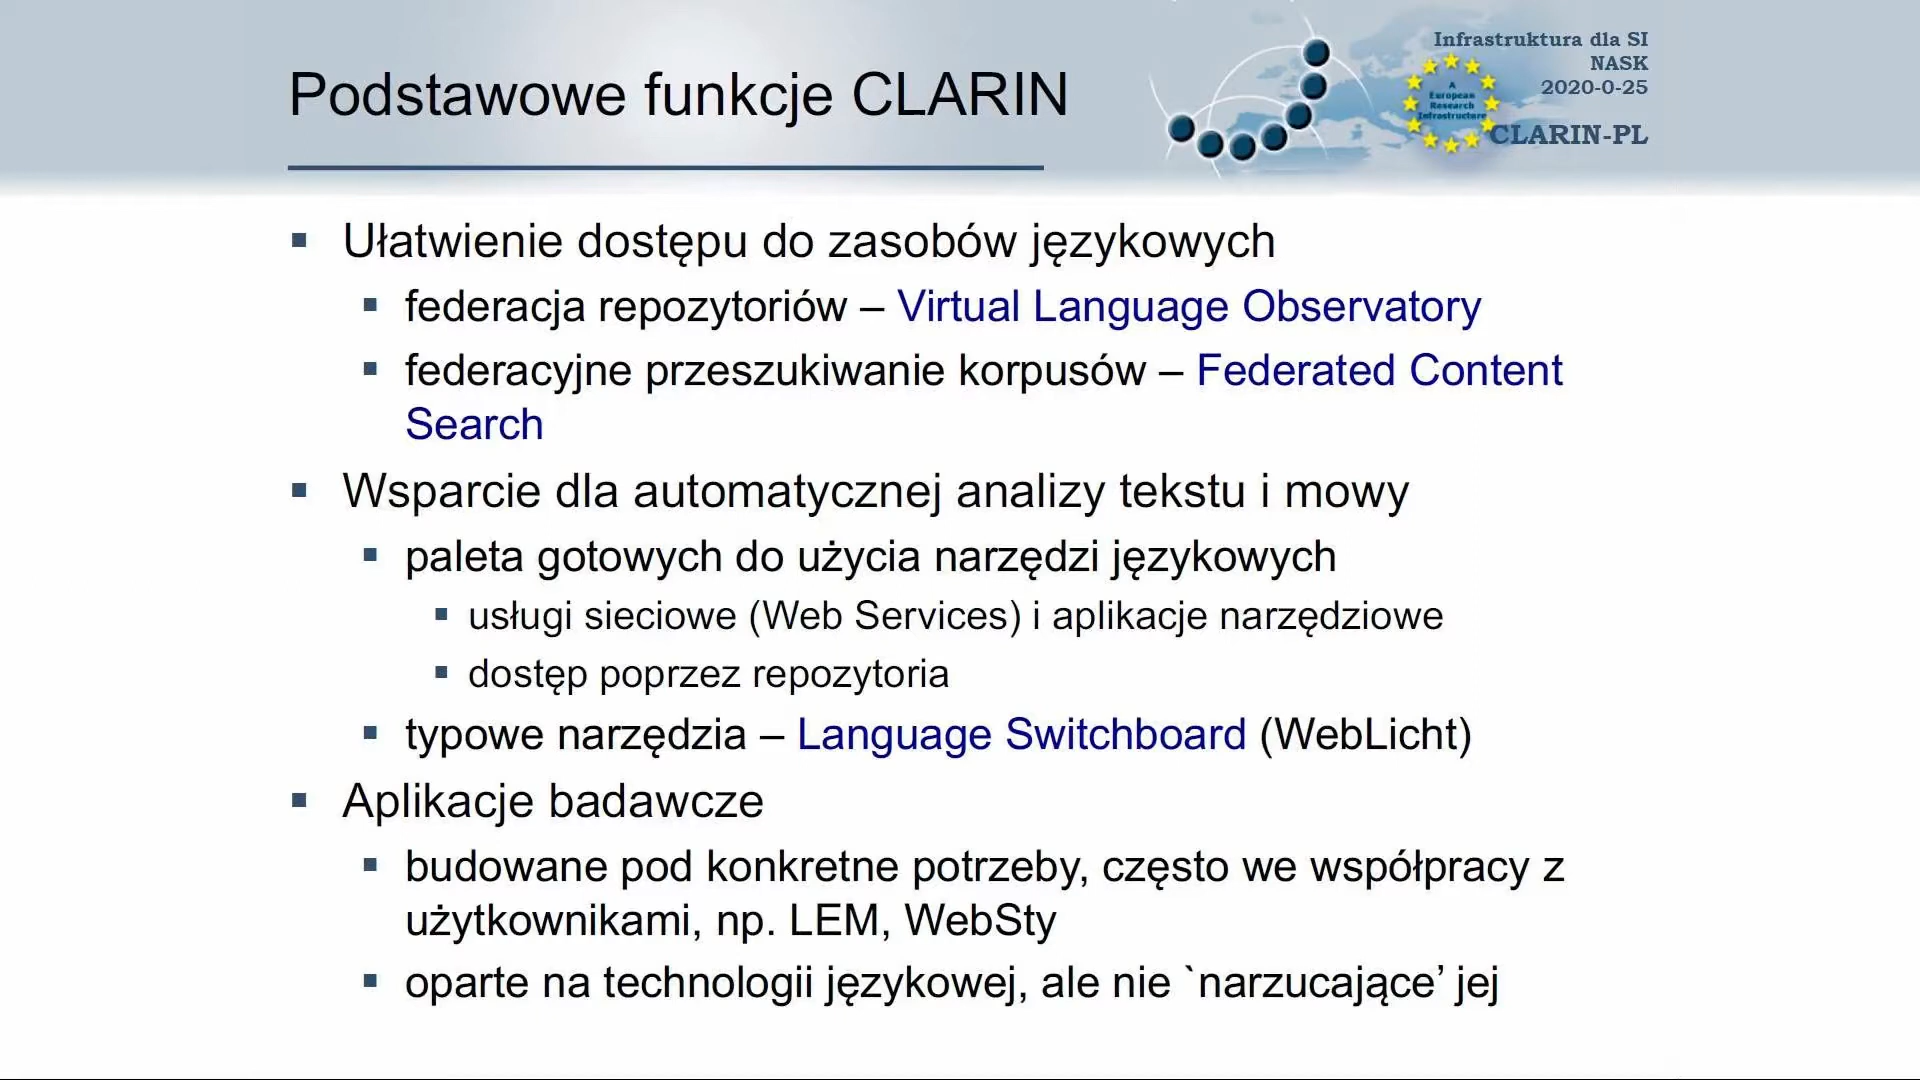 Podstawowe funkcje CLARIN
Infrastruktura dla SI
NASK
2020-0-25
CLARIN-PL
A
European
Research
Infrastructure
▪ Ułatwienie dostępu do zasobów językowych
▪ federacja repozytoriów – Virtual Language Observatory
▪ federacyjne przeszukiwanie korpusów – Federated Content
Search
▪ Wsparcie dla automatycznej analizy tekstu i mowy
▪ paleta gotowych do użycia narzędzi językowych
▪ usługi sieciowe (Web Services) i aplikacje narzędziowe
▪ dostęp poprzez repozytoria
▪ typowe narzędzia – Language Switchboard (WebLicht)
▪ Aplikacje badawcze
▪ budowane pod konkretne potrzeby, często we współpracy z
użytkownikami, np. LEM, WebSty
▪ oparte na technologii językowej, ale nie `narzucające’ jej